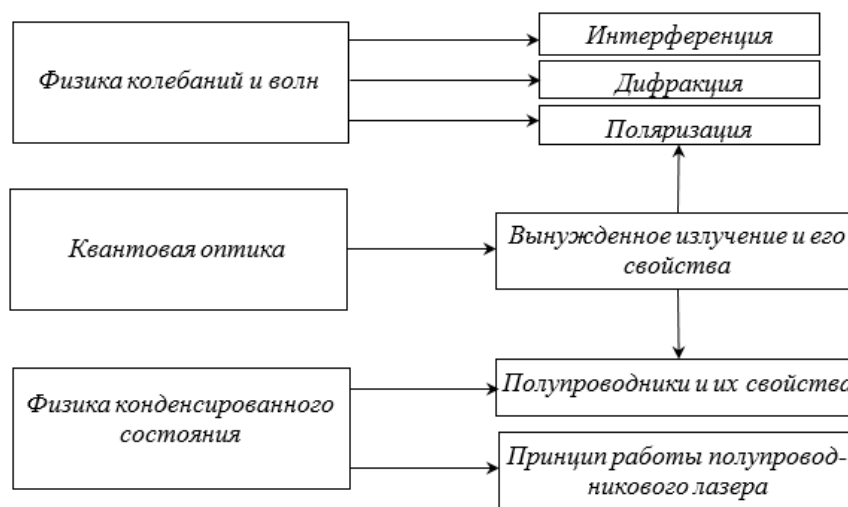 Физика колебаний и волн
Интерференция
Дифракция
Поляризация
Квантовая оптика
Вынужденное излучение и его
свойства
Физика конденсированного
состояния
Полупроводники и их свойства
Принцип работы полупровод-
никового лазера